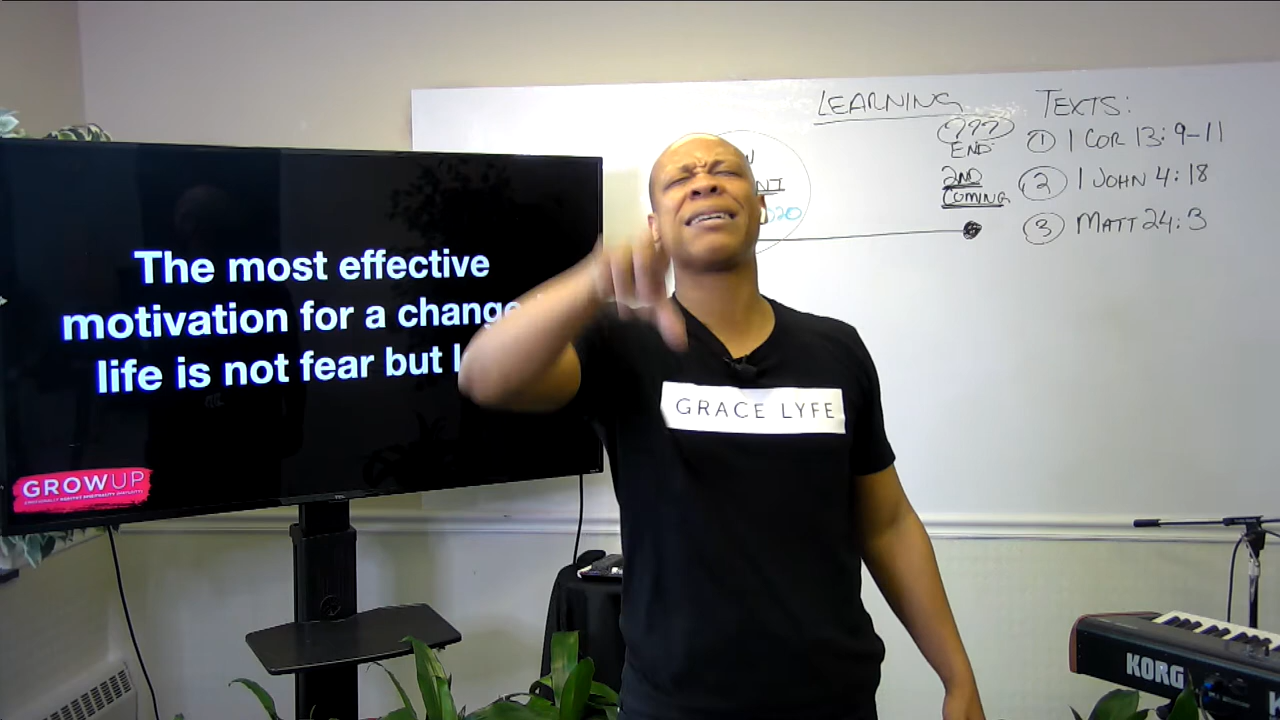 The most effective
motivation for a change
life is not fear but
GROWUP
LEARNING
???
END
2ND
COMING
020
TEXTS:
① 1 COR 13: 9-11
② 1 JOHN 4:18
③ MATT 24:3
GRACE LYFE
KORG